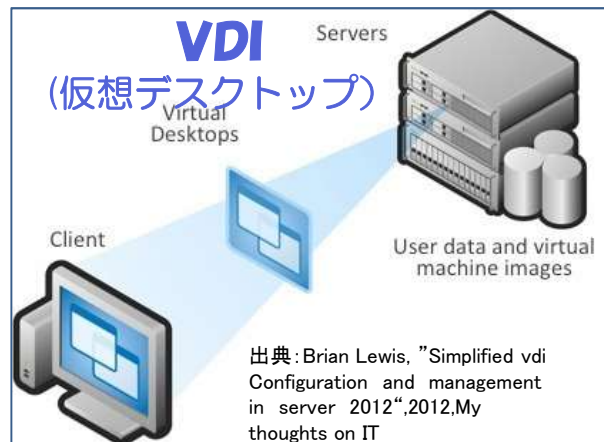 VDI
(仮想デスクトップ)
Servers
Virtual
Desktops
Client
User data and virtual
machine images
出典:Brian Lewis, ”Simplified vdi
Configuration and management
in server 2012“,2012,My
thoughts on IT